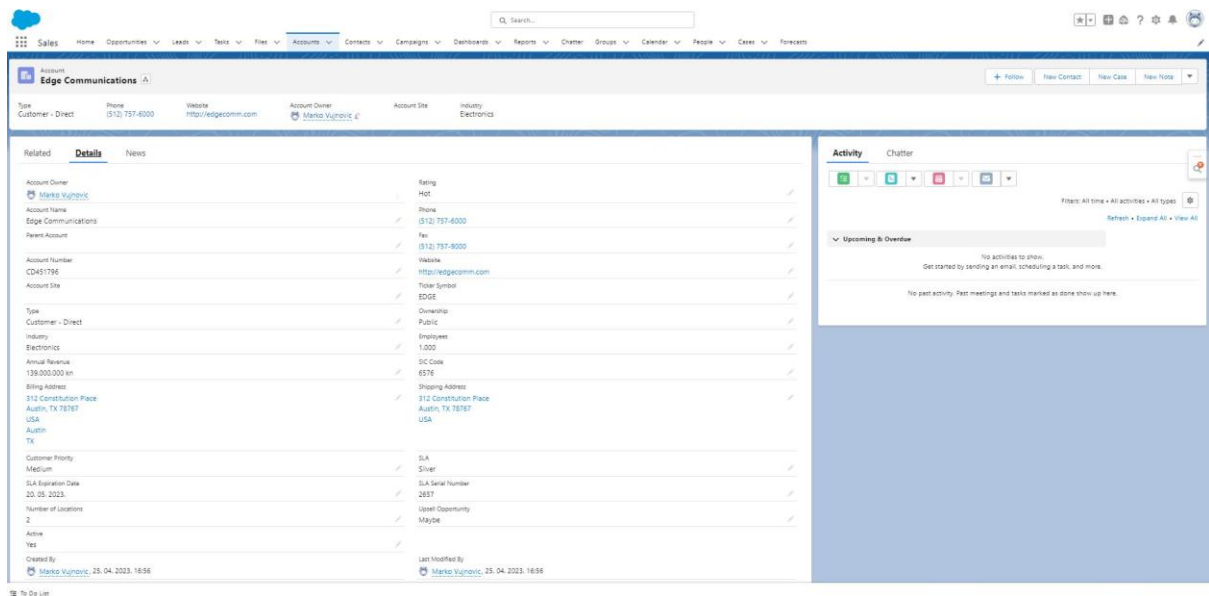 Search...
Sales Home Opportunities Leads Tasks Files Accounts Contacts Campaigns Dashboards Reports Chatter Groups Calendar People Cases Forecasts
Account
Edge Communications
+ Follow New Contact New Case New Note
Type Phone Website Account Owner Account Site Industry
Customer - Direct (512) 757-6000 http://edgecomm.com Marko Vujnovic Electronics
Related Details News
Account Owner
Marko Vujnovic
Rating
Hot
Account Name
Edge Communications
Phone
(512) 757-6000
Parent Account
Fax
(512) 757-9000
Account Number
CD451796
Website
http://edgecomm.com
Account Site
Ticker Symbol
EDGE
Type
Customer - Direct
Ownership
Public
Industry
Electronics
Employees
1.000
Annual Revenue
139.000.000 kn
SIC Code
6576
Billing Address
312 Constitution Place
Austin, TX 78767
USA
Austin
TX
Shipping Address
312 Constitution Place
Austin, TX 78767
USA
Customer Priority
Medium
SLA
Silver
SLA Expiration Date
20. 05. 2023.
SLA Serial Number
2657
Number of Locations
2
Upsell Opportunity
Maybe
Active
Yes
Created By
Marko Vujnovic, 25. 04. 2023. 16:56
Last Modified By
Marko Vujnovic, 25. 04. 2023. 16:56
Activity Chatter
Filters: All time • All activities • All types
Refresh • Expand All • View All
Upcoming & Overdue
No activities to show.
Get started by sending an email, scheduling a task, and more.
No past activity. Past meetings and tasks marked as done show up here.
To Do List